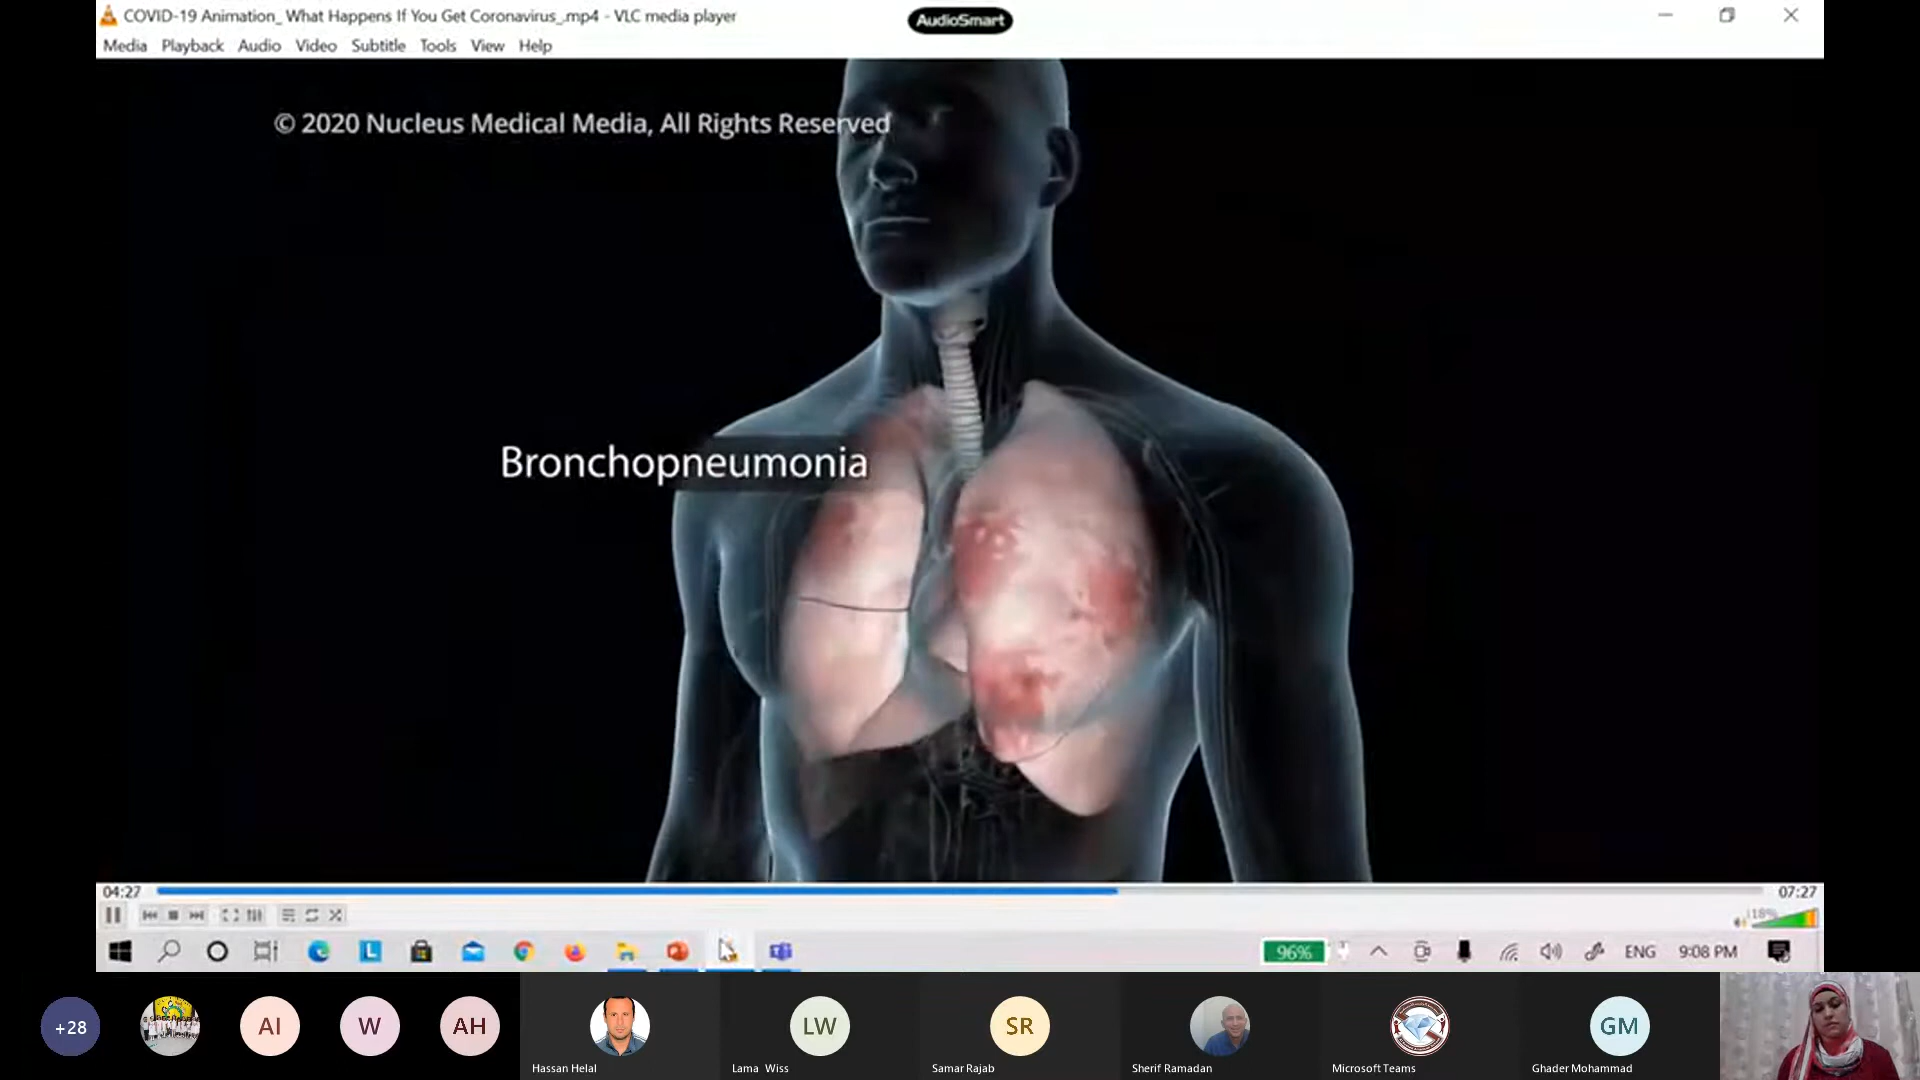 COVID-19 Animation_ What Happens If You Get Coronavirus_.mp4 - VLC media player
AudioSmart
Media Playback Audio Video Subtitle Tools View Help
© 2020 Nucleus Medical Media, All Rights Reserved
Bronchopneumonia
04:27
07:27
118%
96%
ENG
9:08 PM
+28
AI
W
AH
LW
SR
GM
Hassan Helal
Lama Wiss
Samar Rajab
Sherif Ramadan
Microsoft Teams
Ghader Mohammad